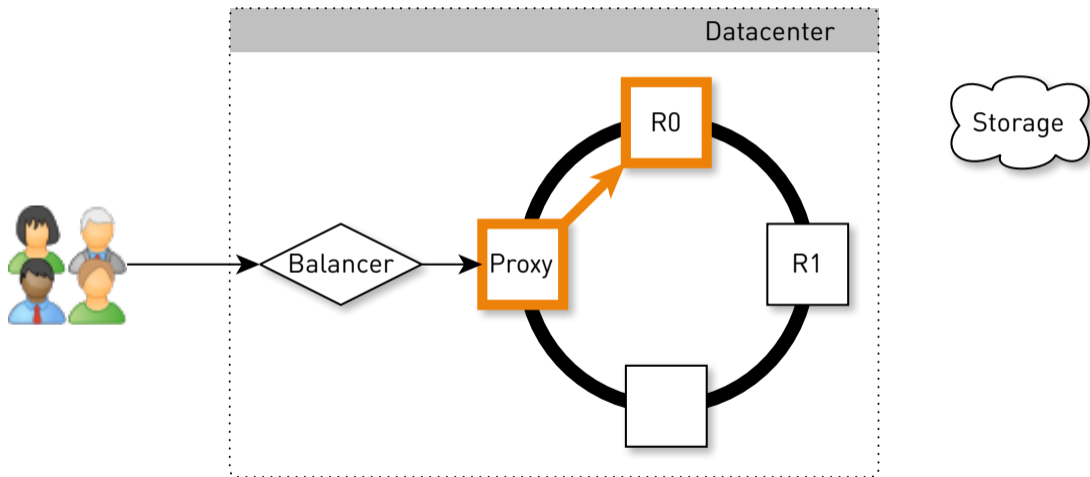 Datacenter
R0
Storage
Balancer
Proxy
R1